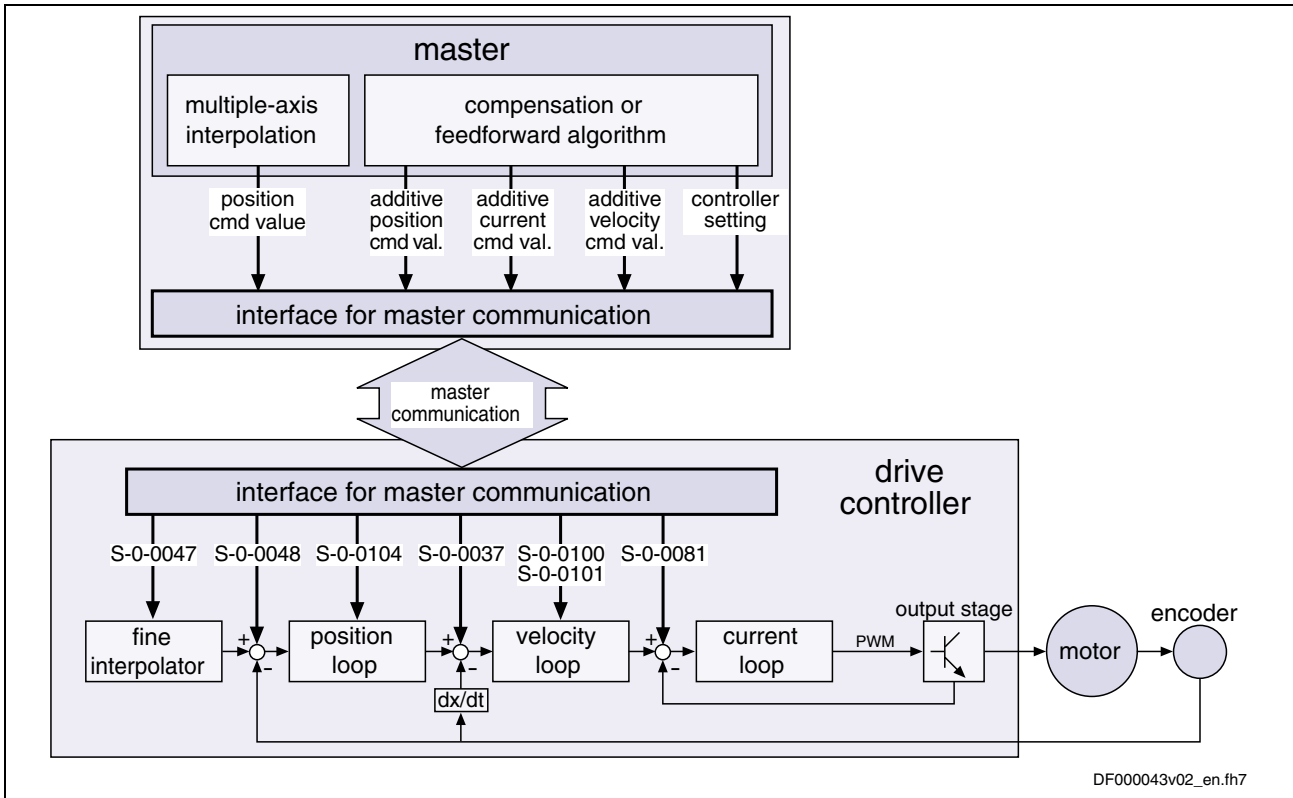 master
multiple-axis
interpolation
compensation or
feedforward algorithm
position
cmd value
additive
position
cmd val.
additive
current
cmd val.
additive
velocity
cmd val.
controller
setting
interface for master communication
master
communication
drive
controller
interface for master communication
S-0-0047
S-0-0048
S-0-0104
S-0-0037
S-0-0100
S-0-0101
S-0-0081
fine
interpolator
+
-
position
loop
+
-
dx/dt
velocity
loop
+
-
current
loop
PWM
output stage
motor
encoder
DF000043v02_en.fh7